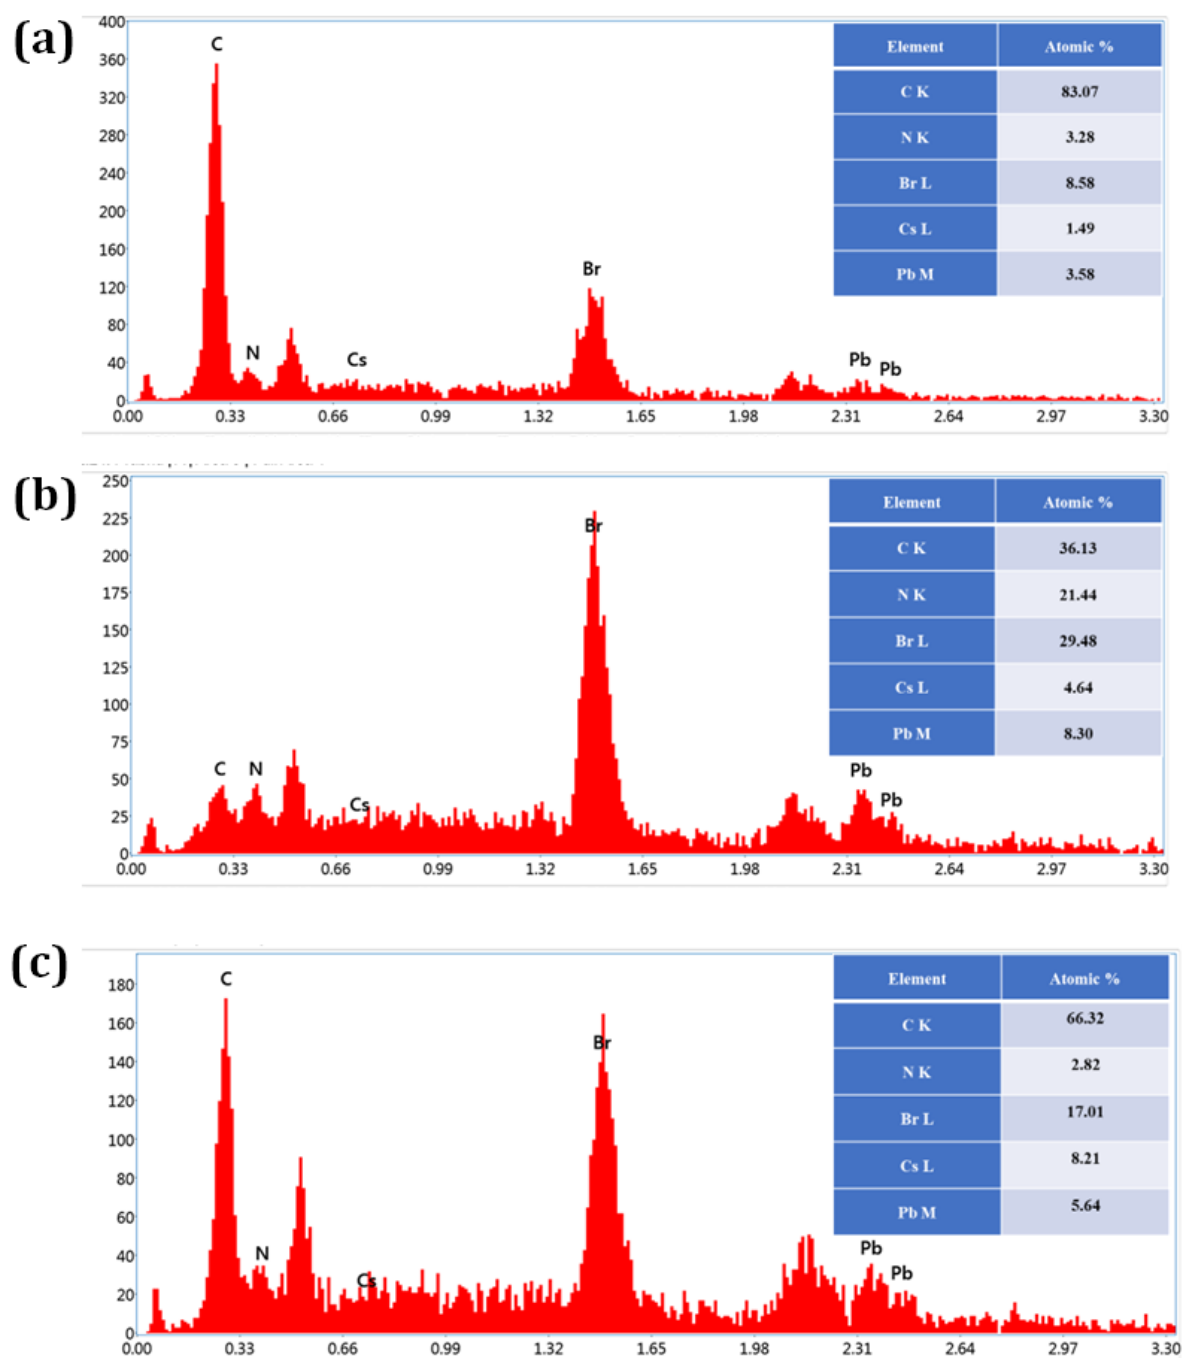 (a)
400
360
320
280
240
200
160
120
80
40
0
C
N
Cs
Br
Pb
Pb
0.00 0.33 0.66 0.99 1.32 1.65 1.98 2.31 2.64 2.97 3.30
Element Atomic %
C K 83.07
N K 3.28
Br L 8.58
Cs L 1.49
Pb M 3.58
(b)
250
225
200
175
150
125
100
75
50
25
0
C
N
Cs
Br
Pb
Pb
0.00 0.33 0.66 0.99 1.32 1.65 1.98 2.31 2.64 2.97 3.30
Element Atomic %
C K 36.13
N K 21.44
Br L 29.48
Cs L 4.64
Pb M 8.30
(c)
180
160
140
120
100
80
60
40
20
0
C
N
Cs
Br
Pb
Pb
0.00 0.33 0.66 0.99 1.32 1.65 1.98 2.31 2.64 2.97 3.30
Element Atomic %
C K 66.32
N K 2.82
Br L 17.01
Cs L 8.21
Pb M 5.64